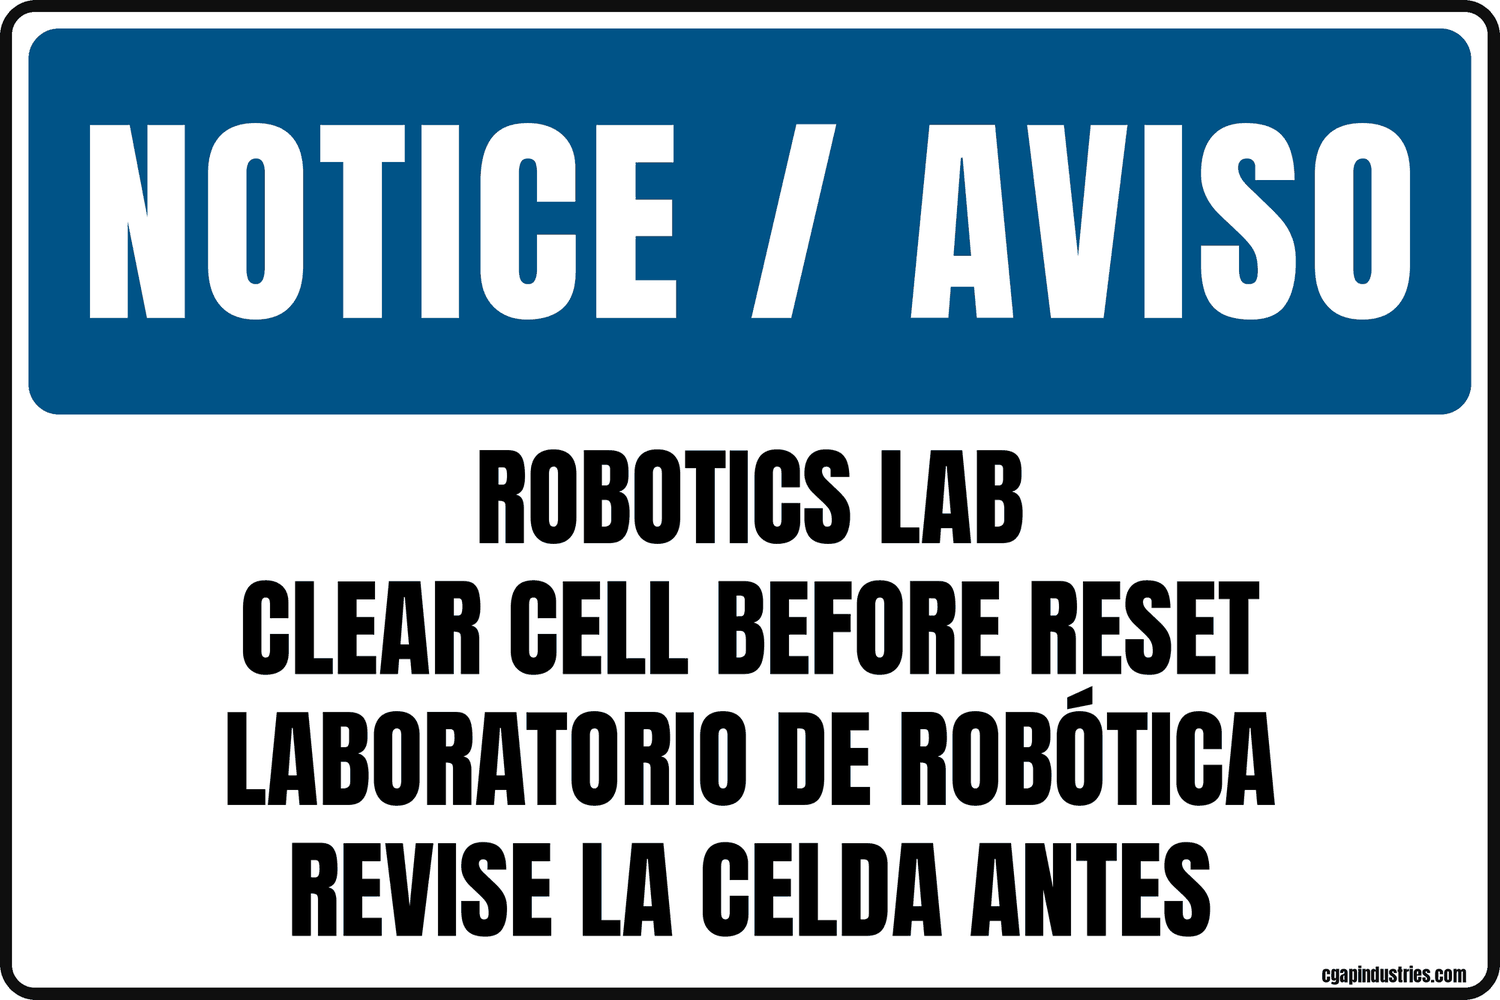 NOTICE / AVISO
ROBOTICS LAB
CLEAR CELL BEFORE RESET
LABORATORIO DE ROBÓTICA
REVISE LA CELDA ANTES
cgapindustries.com